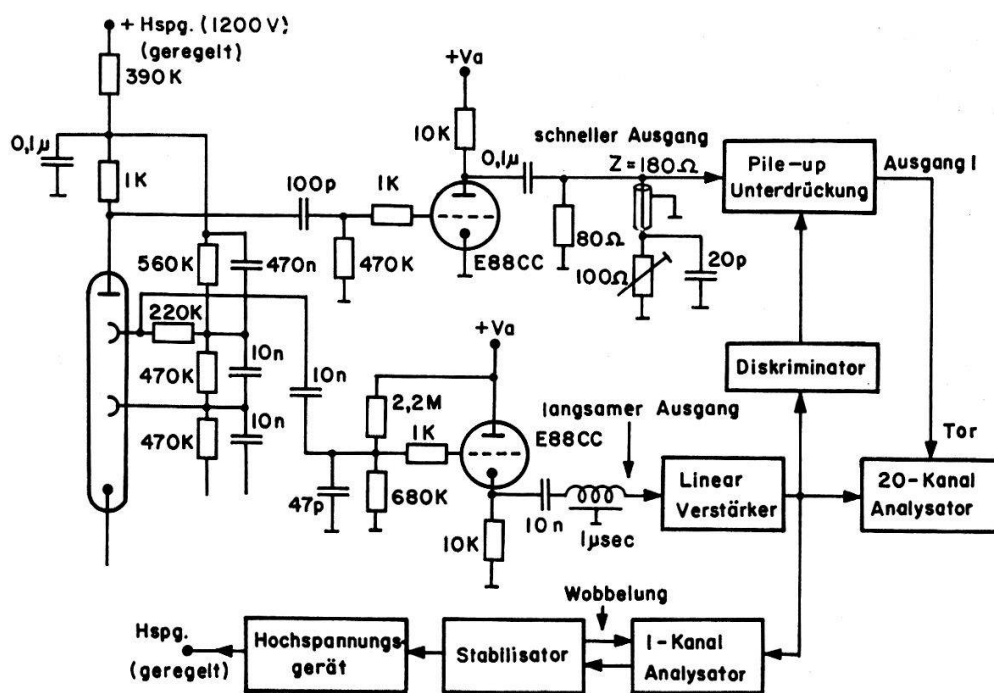 + Hspg. (1200 V)
(geregelt)
390K
0,1µ
1K
100p
1K
470K
+Va
10K
E88CC
0,1µ
schneller Ausgang
Z=180Ω
80Ω
100Ω
20p
Pile-up
Unterdrückung
Ausgang 1
560K
470n
220K
470K
10n
470K
10n
10n
+Va
2,2M
1K
E88CC
47p
680K
10K
10n
langsamer Ausgang
1µsec
Linear
Verstärker
Diskriminator
Tor
20-Kanal
Analysator
Wobbelung
Hspg.
(geregelt)
Hochspannungs
gerät
Stabilisator
1-Kanal
Analysator